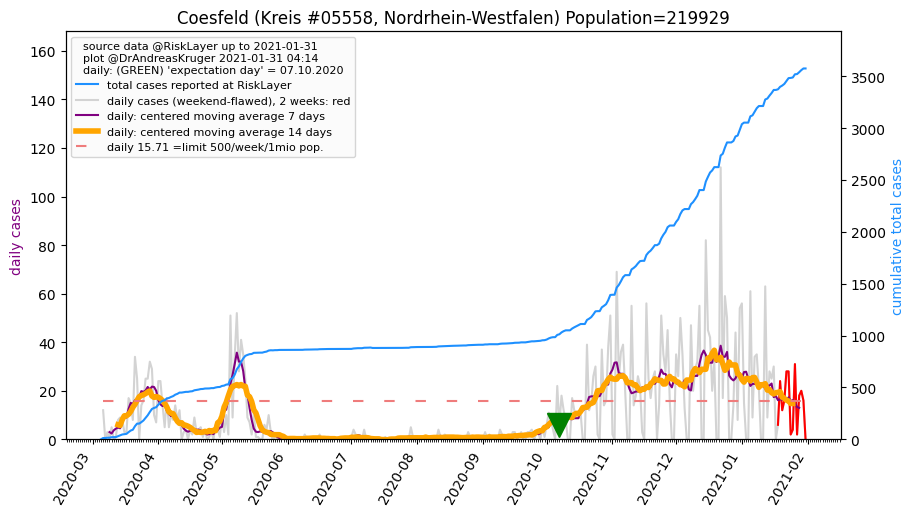 Coesfeld (Kreis #05558, Nordrhein-Westfalen) Population=219929
source data @RiskLayer up to 2021-01-31
plot @DrAndreasKruger 2021-01-31 04:14
daily: (GREEN) 'expectation day' = 07.10.2020
total cases reported at RiskLayer
daily cases (weekend-flawed), 2 weeks: red
daily: centered moving average 7 days
daily: centered moving average 14 days
daily 15.71 =limit 500/week/1mio pop.
daily cases
160
140
120
100
80
60
40
20
0
cumulative total cases
3500
3000
2500
2000
1500
1000
500
0
2020-03
2020-04
2020-05
2020-06
2020-07
2020-08
2020-09
2020-10
2020-11
2020-12
2021-01
2021-02